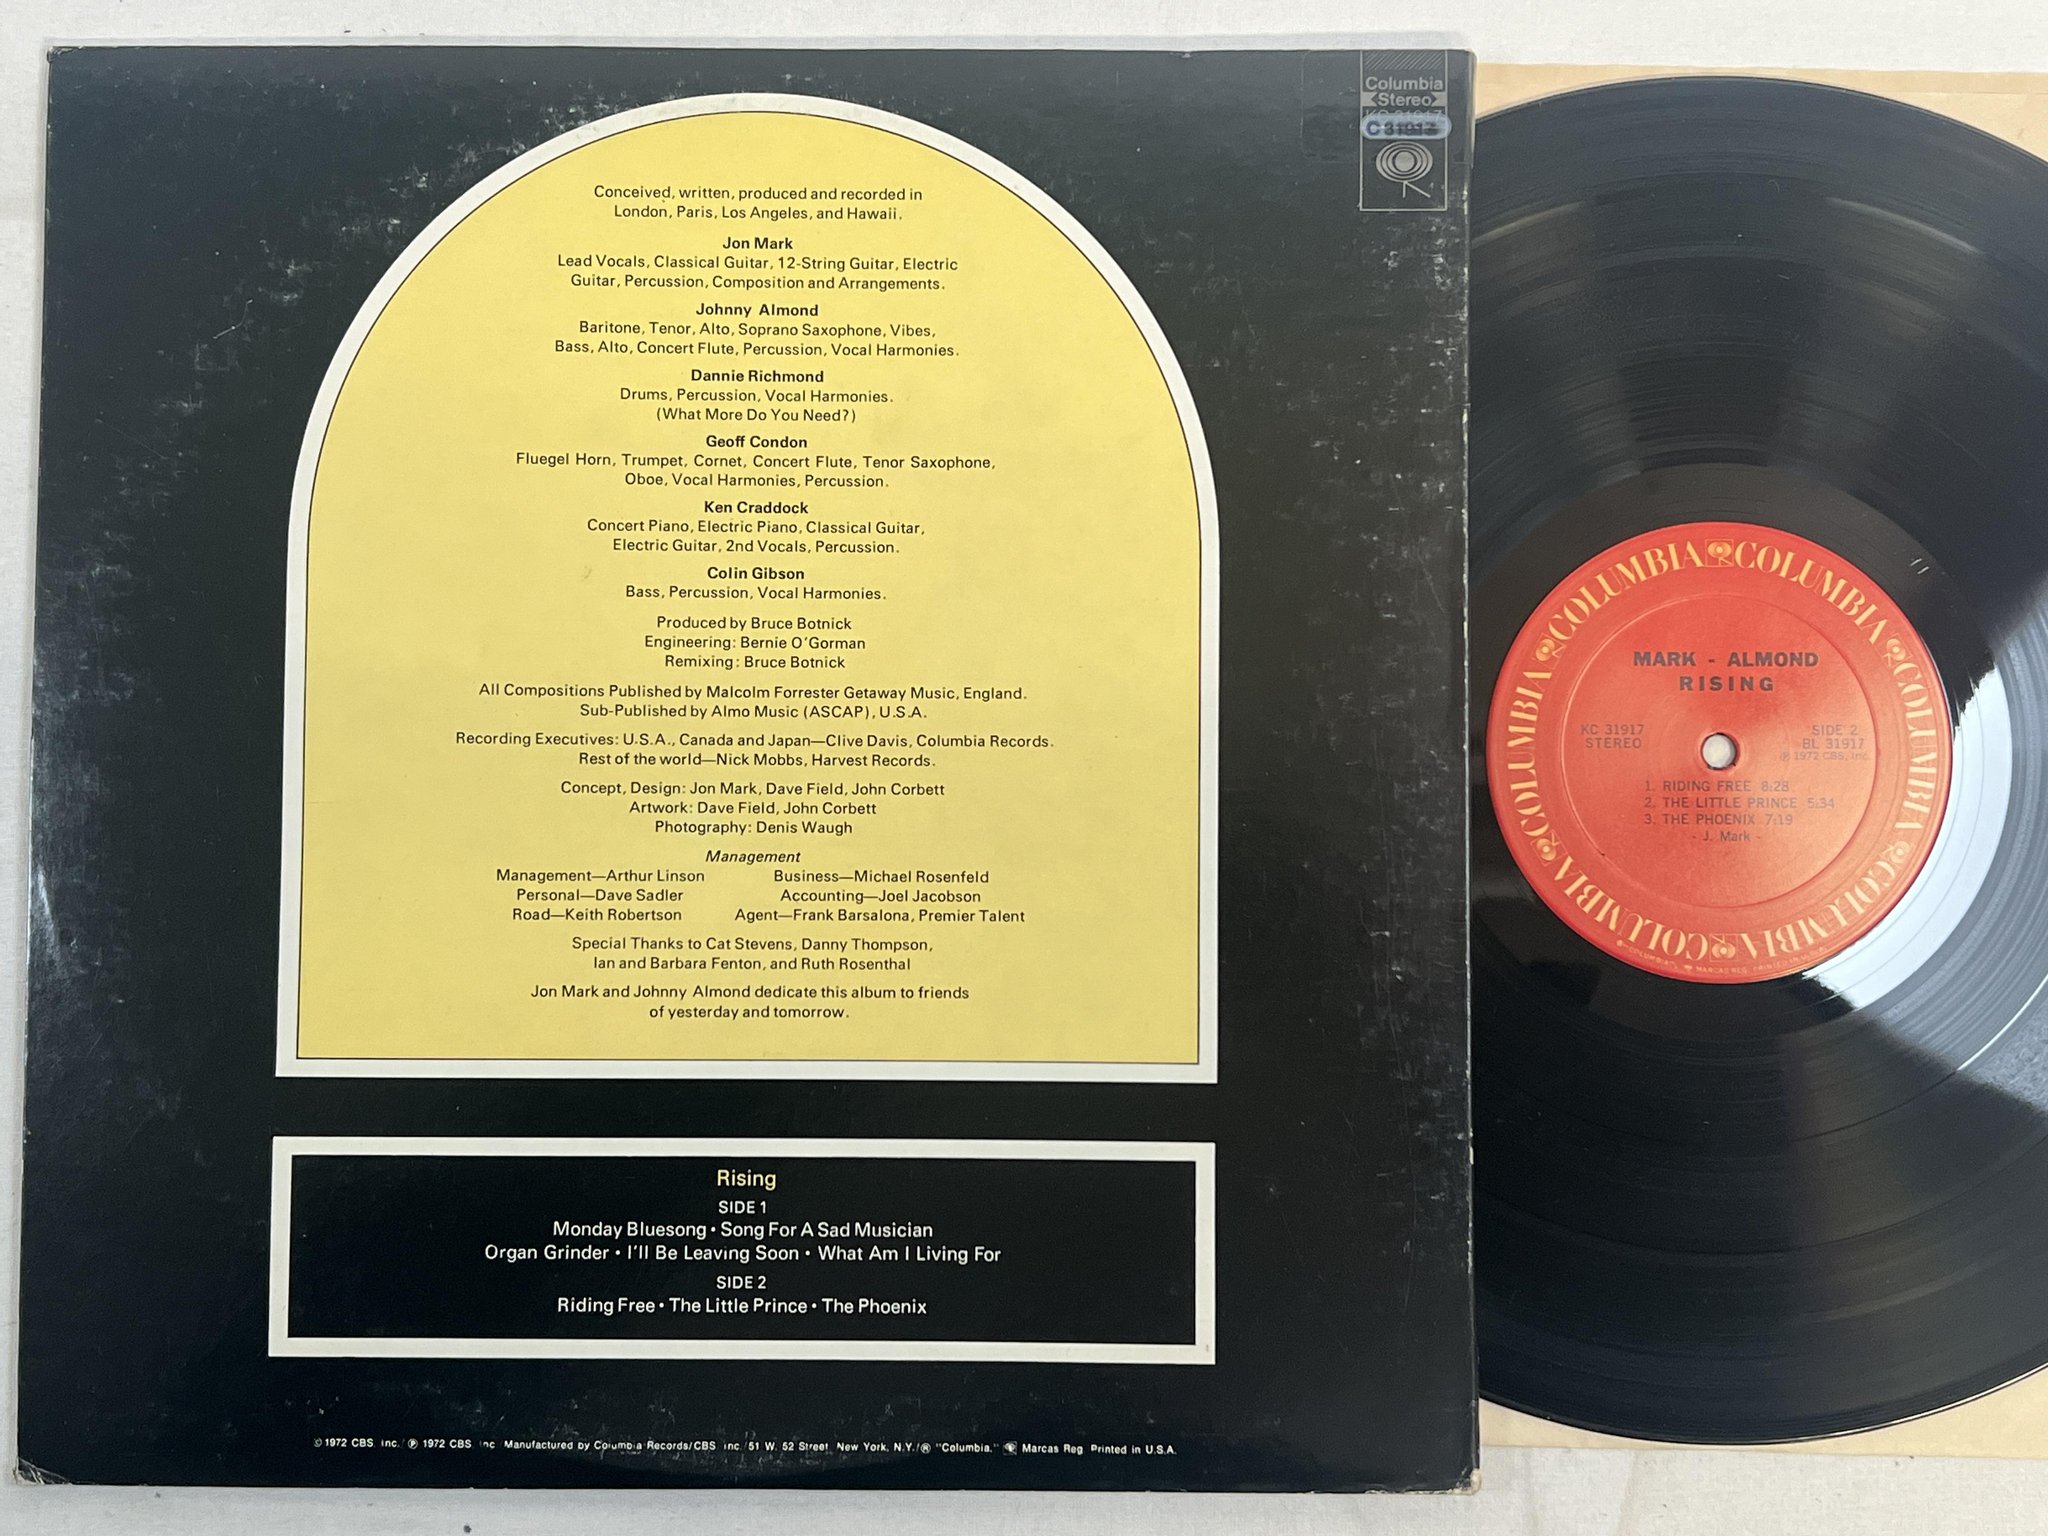 Columbia
Stereo
KC 31917
C 31917
Conceived, written, produced and recorded in
London, Paris, Los Angeles, and Hawaii.
Jon Mark
Lead Vocals, Classical Guitar, 12-String Guitar, Electric
Guitar, Percussion, Composition and Arrangements.
Johnny Almond
Baritone, Tenor, Alto, Soprano Saxophone, Vibes,
Bass, Alto, Concert Flute, Percussion, Vocal Harmonies.
Dannie Richmond
Drums, Percussion, Vocal Harmonies.
(What More Do You Need?)
Geoff Condon
Fluegel Horn, Trumpet, Cornet, Concert Flute, Tenor Saxophone,
Oboe, Vocal Harmonies, Percussion.
Ken Craddock
Concert Piano, Electric Piano, Classical Guitar,
Electric Guitar, 2nd Vocals, Percussion.
Colin Gibson
Bass, Percussion, Vocal Harmonies.
Produced by Bruce Botnick
Engineering: Bernie O'Gorman
Remixing: Bruce Botnick
All Compositions Published by Malcolm Forrester Getaway Music, England.
Sub-Published by Almo Music (ASCAP), U.S.A.
Recording Executives: U.S.A., Canada and Japan—Clive Davis, Columbia Records.
Rest of the world—Nick Mobbs, Harvest Records.
Concept, Design: Jon Mark, Dave Field, John Corbett
Artwork: Dave Field, John Corbett
Photography: Denis Waugh
Management
Management—Arthur Linson Business—Michael Rosenfeld
Personal—Dave Sadler Accounting—Joel Jacobson
Road—Keith Robertson Agent—Frank Barsalona, Premier Talent
Special Thanks to Cat Stevens, Danny Thompson,
Ian and Barbara Fenton, and Ruth Rosenthal
Jon Mark and Johnny Almond dedicate this album to friends
of yesterday and tomorrow.
Rising
SIDE 1
Monday Bluesong • Song For A Sad Musician
Organ Grinder • I'll Be Leaving Soon • What Am I Living For
SIDE 2
Riding Free • The Little Prince • The Phoenix
© 1972 CBS, Inc./℗ 1972 CBS, Inc./Manufactured by Columbia Records/CBS, Inc./51 W. 52 Street, New York, N.Y./® "Columbia," Marcas Reg. Printed in U.S.A.
COLUMBIA COLUMBIA COLUMBIA COLUMBIA COLUMBIA COLUMBIA
MARK - ALMOND
RISING
KC 31917
STEREO
SIDE 2
BL 31917
℗ 1972 CBS, Inc.
1. RIDING FREE 8:28
2. THE LITTLE PRINCE 5:34
3. THE PHOENIX 7:19
- J. Mark -
® "COLUMBIA," MARCAS REG. PRINTED IN U.S.A.